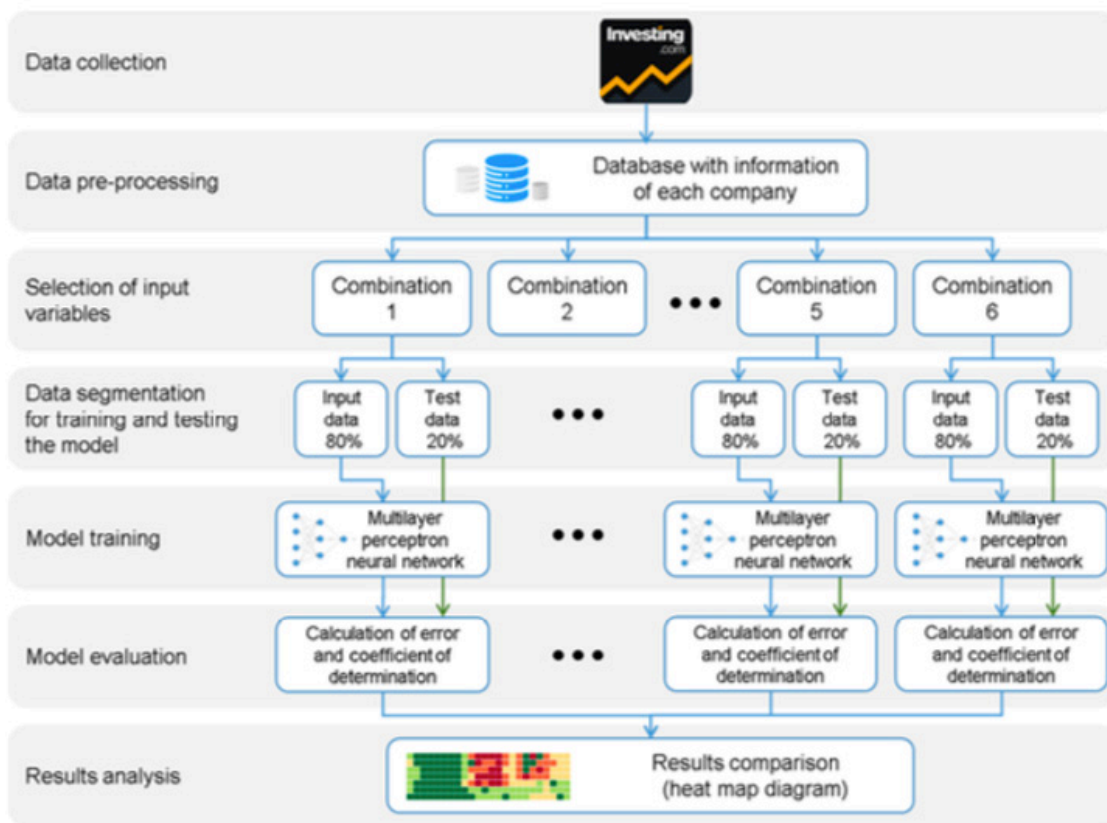 Investing
.com
Data collection
Data pre-processing
Database with information
of each company
Selection of input
variables
Combination
1
Combination
2
Combination
5
Combination
6
Data segmentation
for training and testing
the model
Input
data
80%
Test
data
20%
Input
data
80%
Test
data
20%
Input
data
80%
Test
data
20%
Model training
Multilayer
perceptron
neural network
Multilayer
perceptron
neural network
Multilayer
perceptron
neural network
Model evaluation
Calculation of error
and coefficient of
determination
Calculation of error
and coefficient of
determination
Calculation of error
and coefficient of
determination
Results analysis
Results comparison
(heat map diagram)